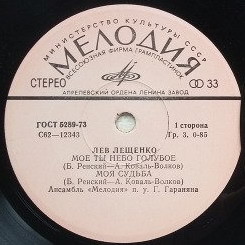 МИНИСТЕРСТВО КУЛЬТУРЫ СССР
МЕЛОДИЯ
ВСЕСОЮЗНАЯ ФИРМА ГРАМПЛАСТИНОК
СТЕРЕО
33
АПРЕЛЕВСКИЙ ОРДЕНА ЛЕНИНА ЗАВОД
ГОСТ 5289-73
С62—12343
1 сторона
Гр. 3. 0-85
ЛЕВ ЛЕЩЕНКО
МОЕ ТЫ НЕБО ГОЛУБОЕ
(Б. Ренский—А. Коваль-Волков)
МОЯ СУДЬБА
(Б. Ренский—А. Коваль-Волков)
Ансамбль «Мелодия» п. у Г. Гараняна